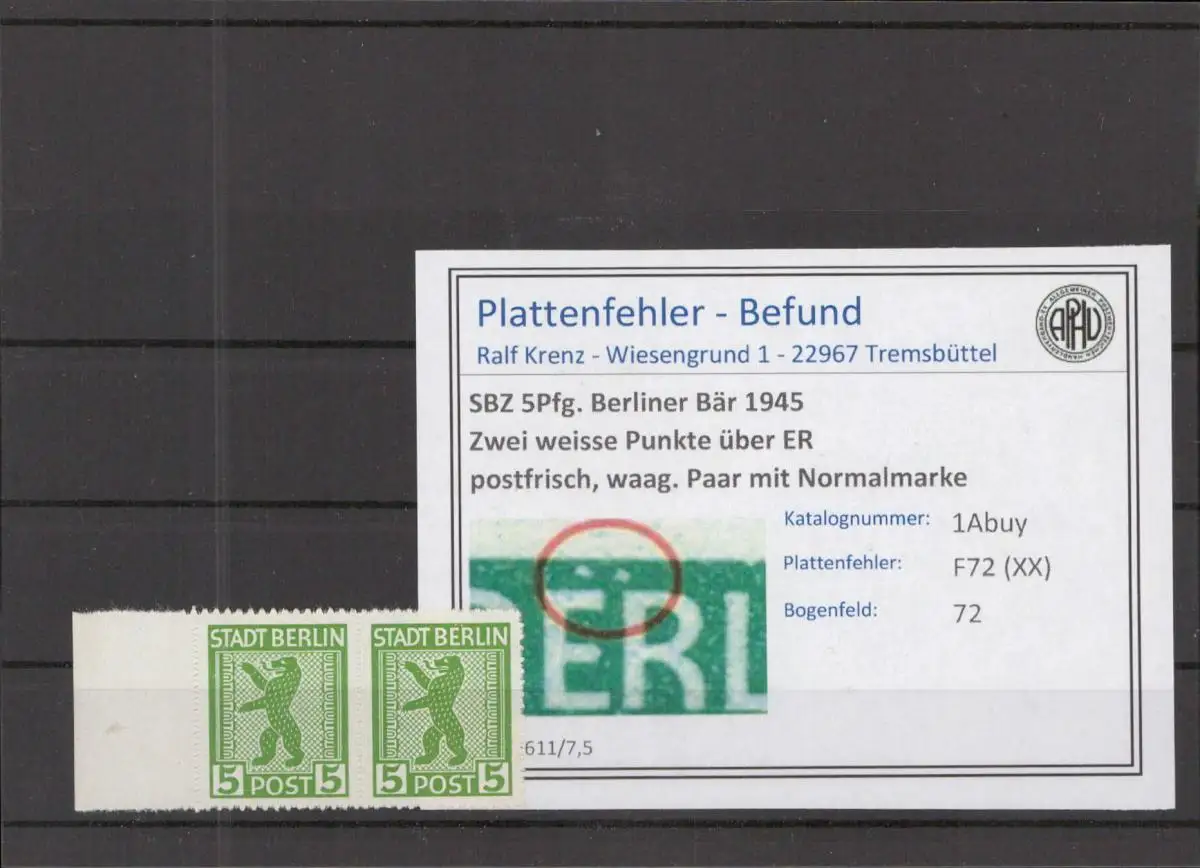 Plattenfehler - Befund
Ralf Krenz - Wiesengrund 1 - 22967 Tremsbüttel
APHV
SBZ 5Pfg. Berliner Bär 1945
Zwei weisse Punkte über ER
postfrisch, waag. Paar mit Normalmarke
Katalognummer: 1Abuy
Plattenfehler: F72 (XX)
Bogenfeld: 72
ERL
-611/7,5
STADT BERLIN
5 POST 5
STADT BERLIN
5 POST 5